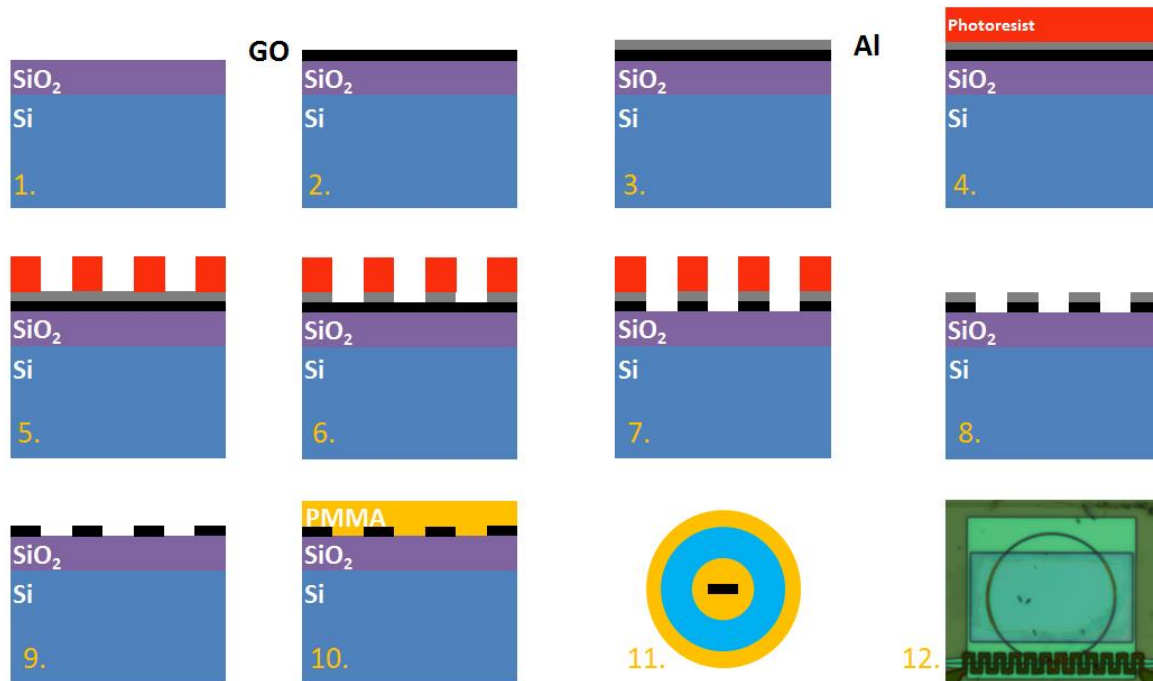 GO
Al
SiO2
Si
1.
SiO2
Si
2.
SiO2
Si
3.
Photoresist
SiO2
Si
4.
SiO2
Si
5.
SiO2
Si
6.
SiO2
Si
7.
SiO2
Si
8.
SiO2
Si
9.
PMMA
SiO2
Si
10.
11.
12.